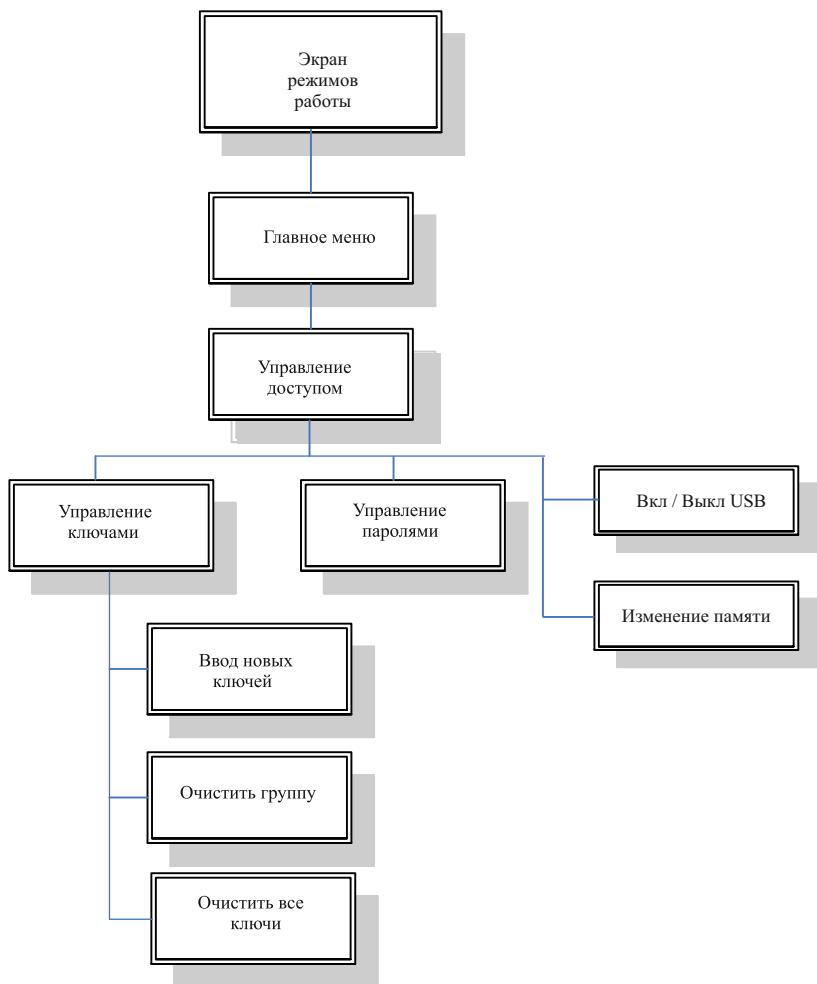 Экран
режимов
работы
Главное меню
Управление
доступом
Управление
ключами
Управление
паролями
Вкл / Выкл USB
Изменение памяти
Ввод новых
ключей
Очистить группу
Очистить все
ключи